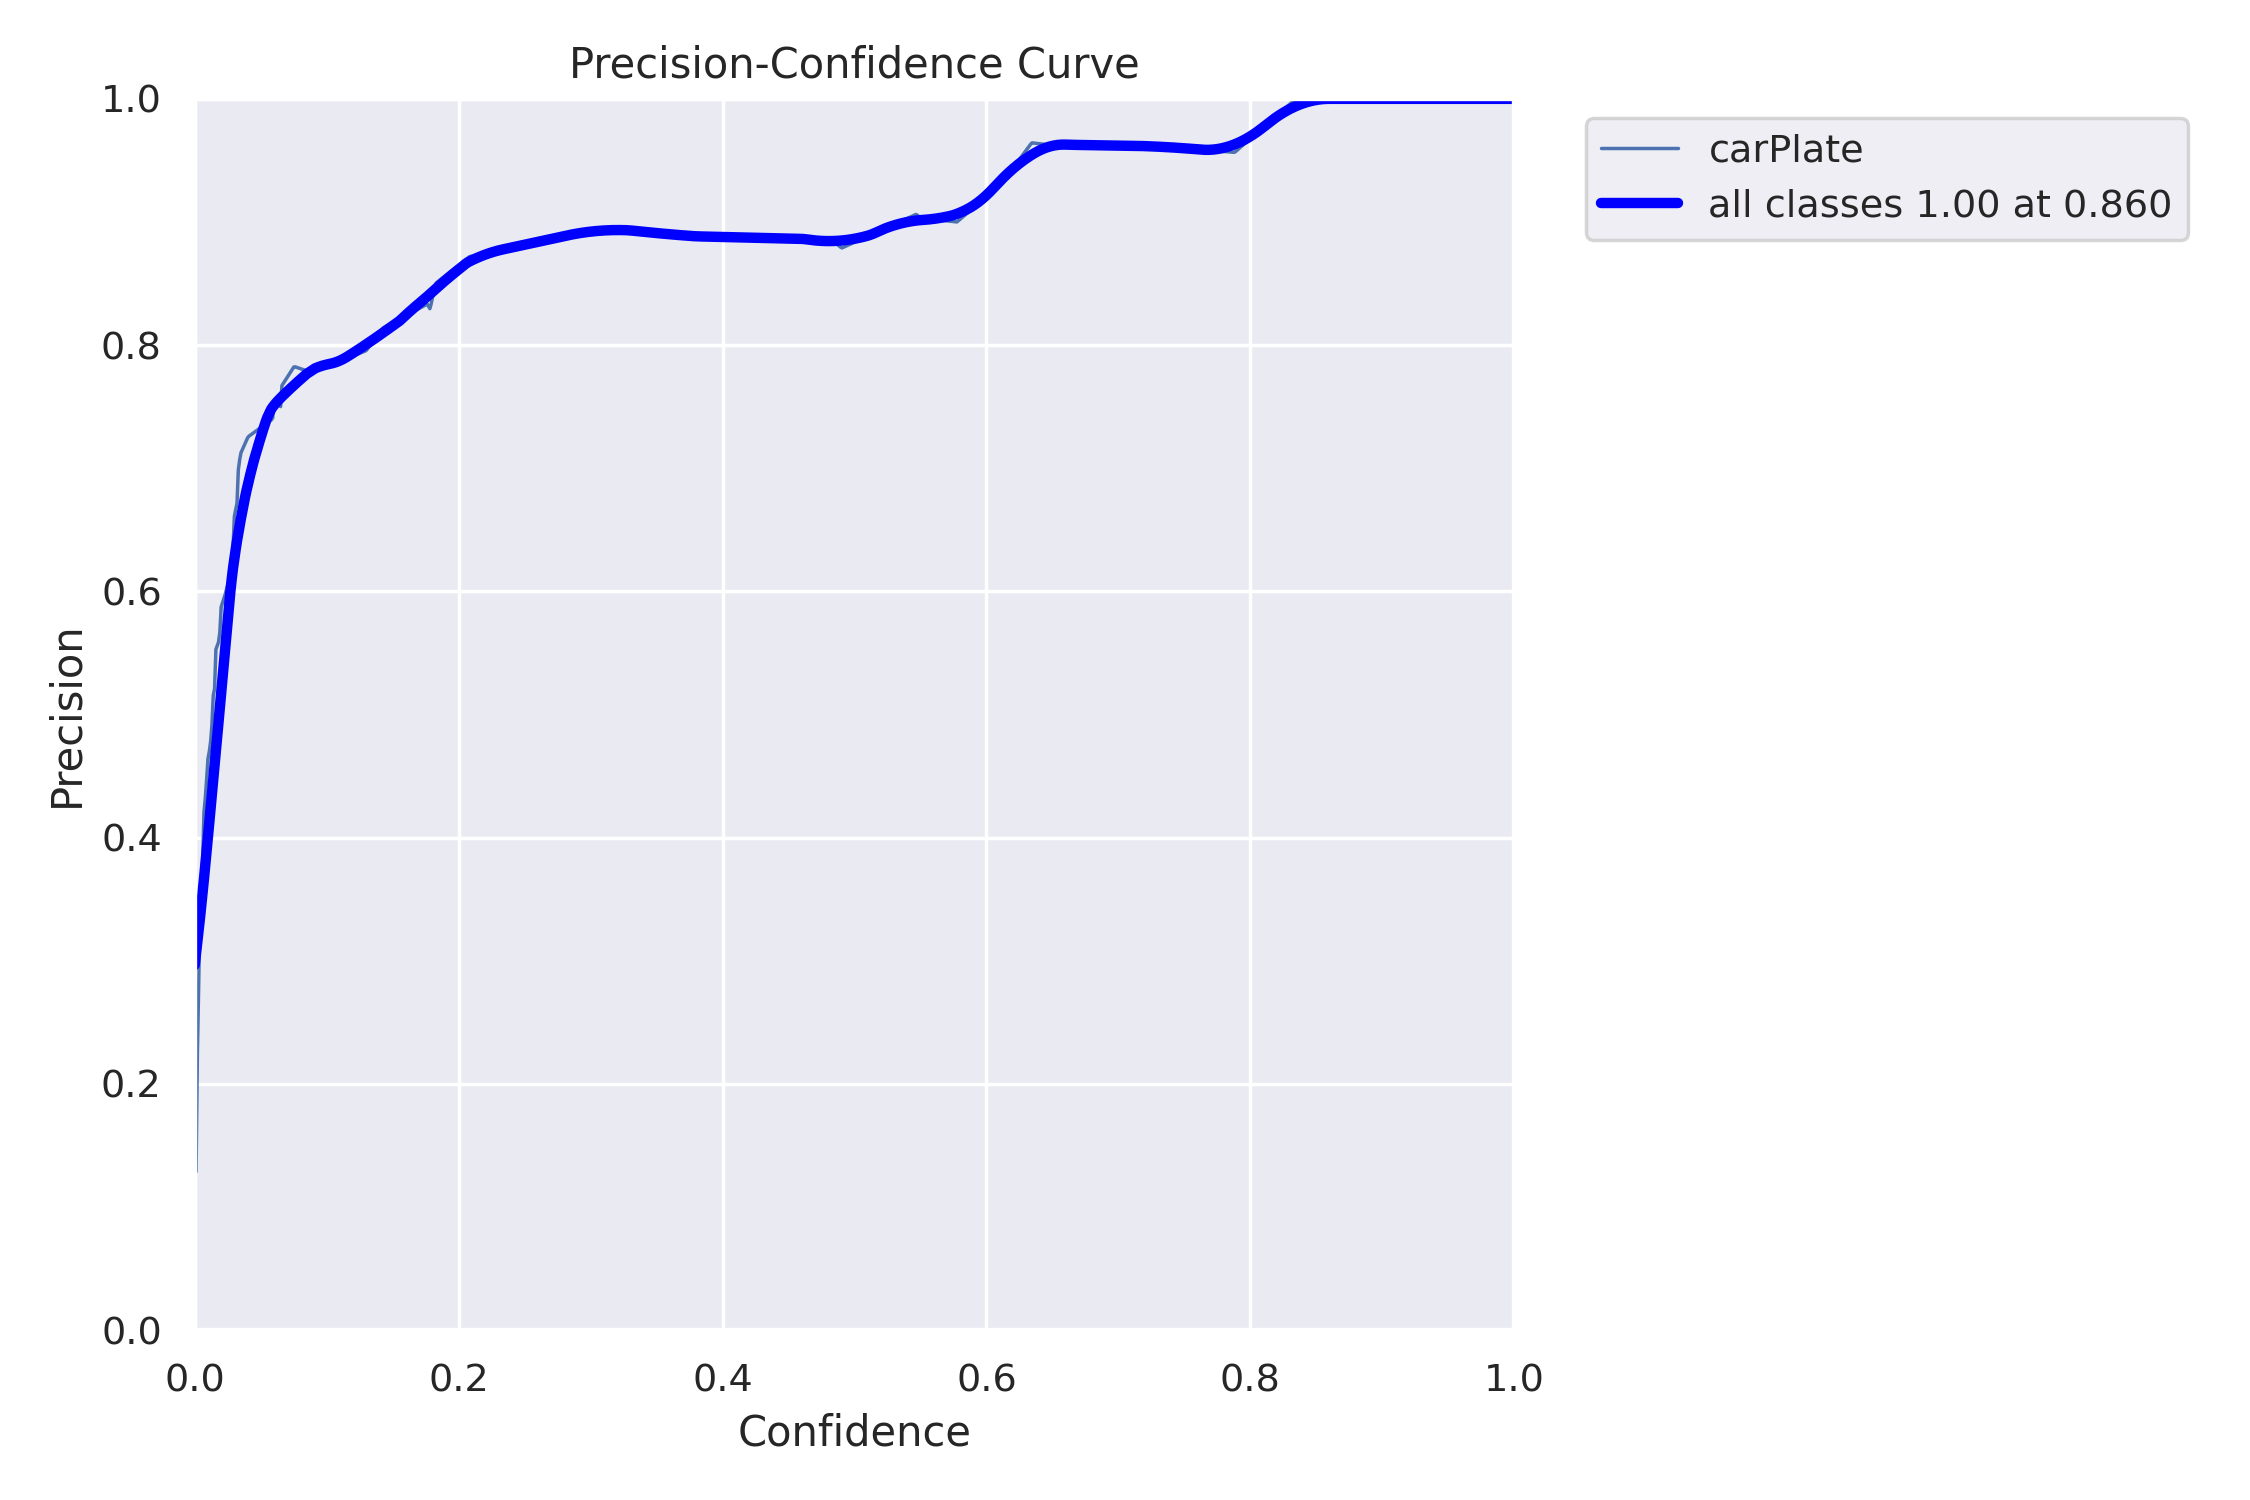 Precision-Confidence Curve
1.0
0.8
0.6
0.4
0.2
0.0
Precision
0.0 0.2 0.4 0.6 0.8 1.0
Confidence
carPlate
all classes 1.00 at 0.860